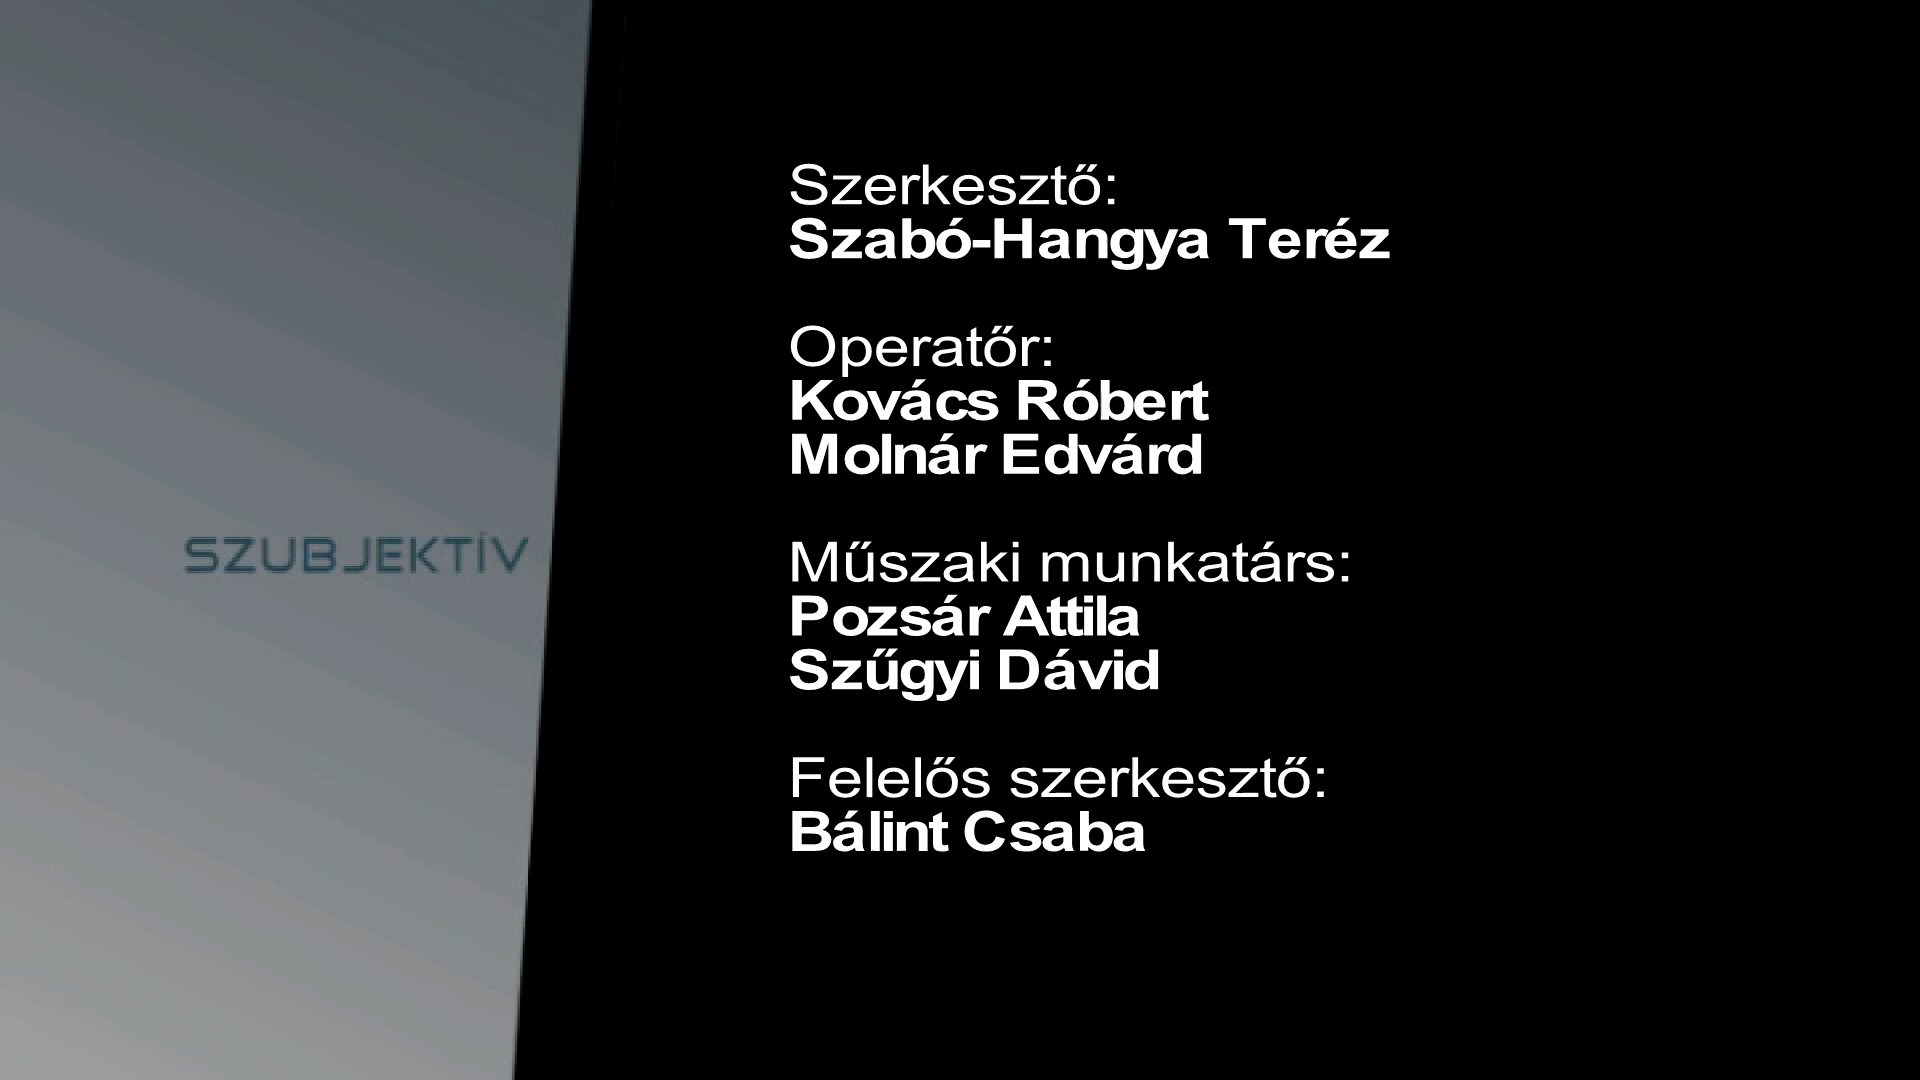 SZUBJEKTÍV
Szerkesztő:
Szabó-Hangya Teréz
Operatőr:
Kovács Róbert
Molnár Edvárd
Műszaki munkatárs:
Pozsár Attila
Szűgyi Dávid
Felelős szerkesztő:
Bálint Csaba